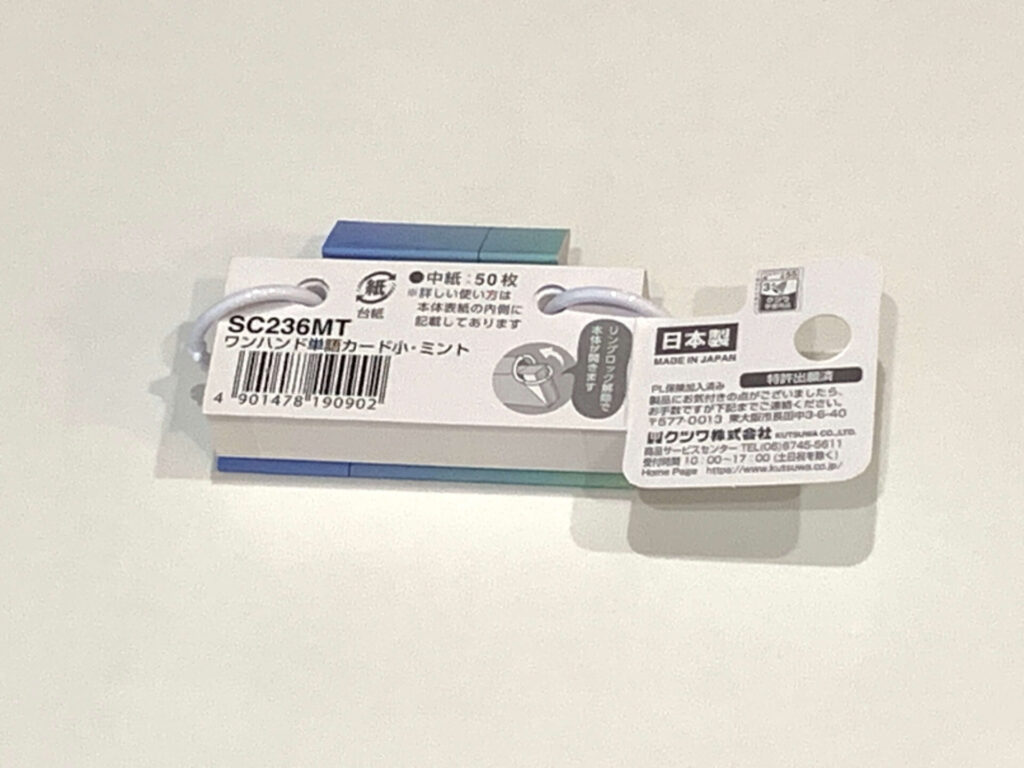 紙
台紙
●中紙:50枚
※詳しい使い方は
本体表紙の内側に
記載してあります
SC236MT
ワンハンド単語カード小・ミント
4 901478 190902
リングロック解除で
本体が開きます
日本製
MADE IN JAPAN
特許出願済
PL保険加入済み
製品にお気付きの点がございましたら、
お手数ですが下記までご連絡ください。
〒577-0013 東大阪市長田中3-6-40
クツワ株式会社 KUTSUWA CO.,LTD.
商品サービスセンター TEL(06)6745-5611
受付時間 10:00〜17:00 (土日祝を除く)
Home Page https://www.kutsuwa.co.jp/